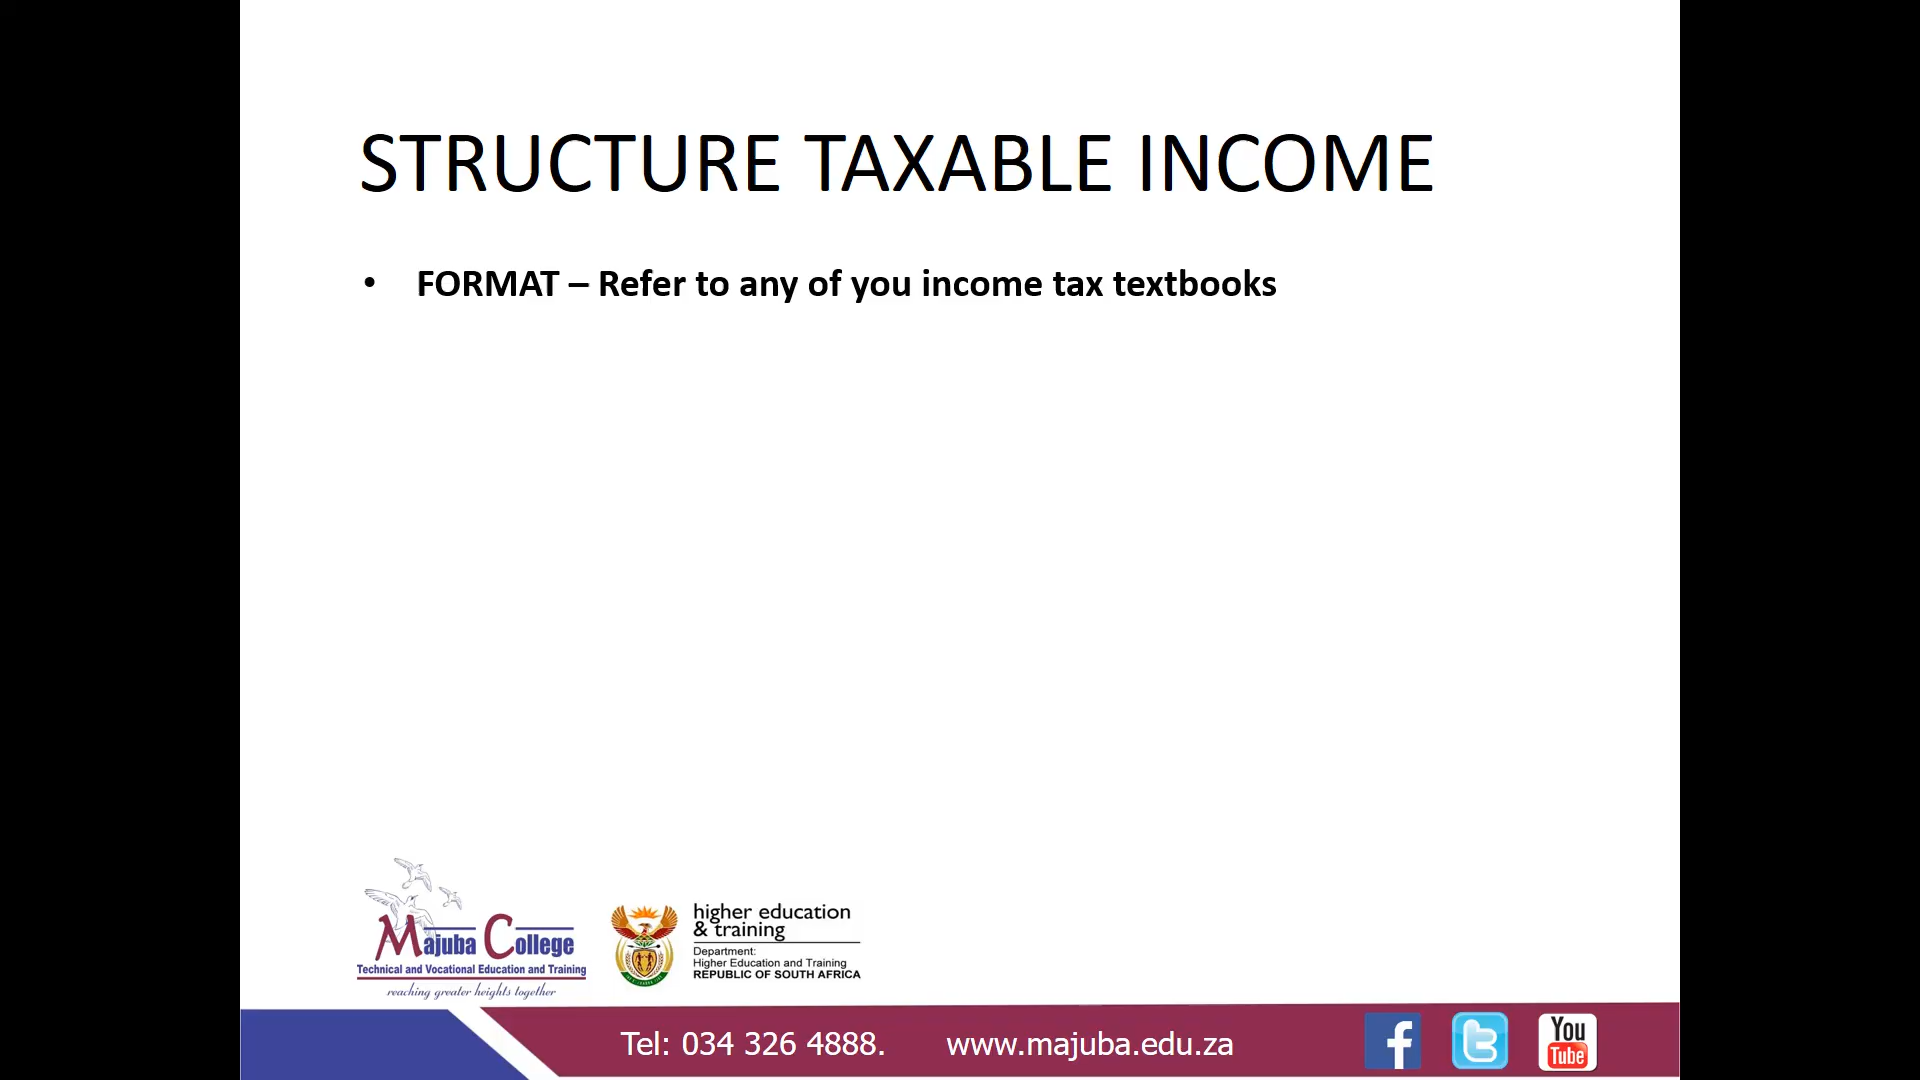 STRUCTURE TAXABLE INCOME
• FORMAT – Refer to any of you income tax textbooks
Majuba College
Technical and Vocational Education and Training
reaching greater heights together
higher education
& training
Department:
Higher Education and Training
REPUBLIC OF SOUTH AFRICA
Tel: 034 326 4888. www.majuba.edu.za
You
Tube